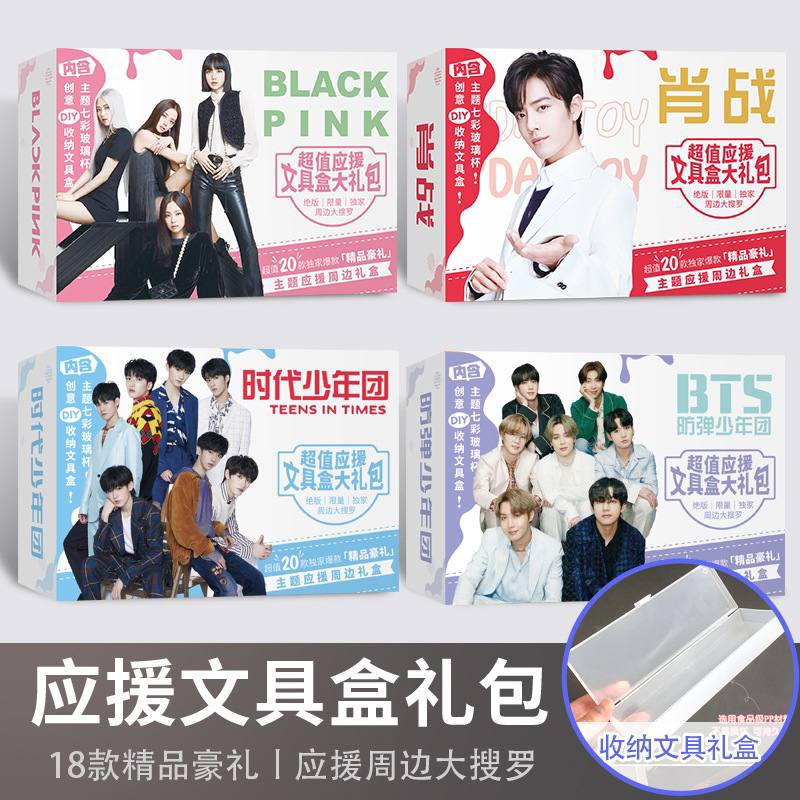 BLACKPINK
内含
主题七彩玻璃杯！
创意DIY收纳文具盒！
BLACK
PINK
超值应援
文具盒大礼包
绝版｜限量｜独家
周边大搜罗
超值20款独家爆款「精品豪礼」
主题应援周边礼盒
肖战
内含
主题七彩玻璃杯！
创意DIY收纳文具盒！
肖战
超值应援
文具盒大礼包
绝版｜限量｜独家
周边大搜罗
超值20款独家爆款「精品豪礼」
主题应援周边礼盒
时代少年团
内含
主题七彩玻璃杯！
创意DIY收纳文具盒！
时代少年团
TEENS IN TIMES
超值应援
文具盒大礼包
绝版｜限量｜独家
周边大搜罗
超值20款独家爆款「精品豪礼」
主题应援周边礼盒
防弹少年团
内含
主题七彩玻璃杯！
创意DIY收纳文具盒！
BTS
防弹少年团
超值应援
文具盒大礼包
绝版｜限量｜独家
周边大搜罗
爆款「精品豪礼」
礼盒
应援文具盒礼包
18款精品豪礼丨应援周边大搜罗
选用食品级PP材
收纳文具礼盒